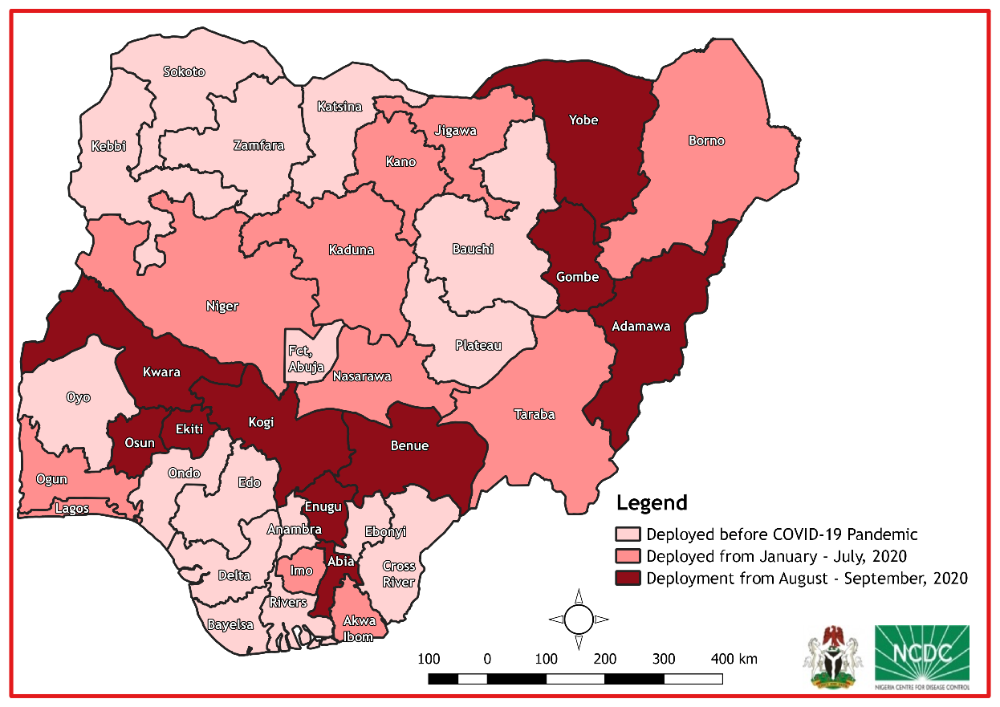 Sokoto
Katsina
Yobe
Jigawa
Borno
Kebbi
Zamfara
Kano
Kaduna
Bauchi
Gombe
Niger
Adamawa
Fct,
Abuja
Plateau
Kwara
Nasarawa
Oyo
Taraba
Kogi
Ekiti
Osun
Benue
Ondo
Ogun
Edo
Lagos
Enugu
Anambra
Ebonyi
Abia
Imo
Cross
River
Delta
Rivers
Bayelsa
Akwa
Ibom
Legend
Deployed before COVID-19 Pandemic
Deployed from January - July, 2020
Deployment from August - September, 2020
100 0 100 200 300 400 km
NCDC
NIGERIA CENTRE FOR DISEASE CONTROL